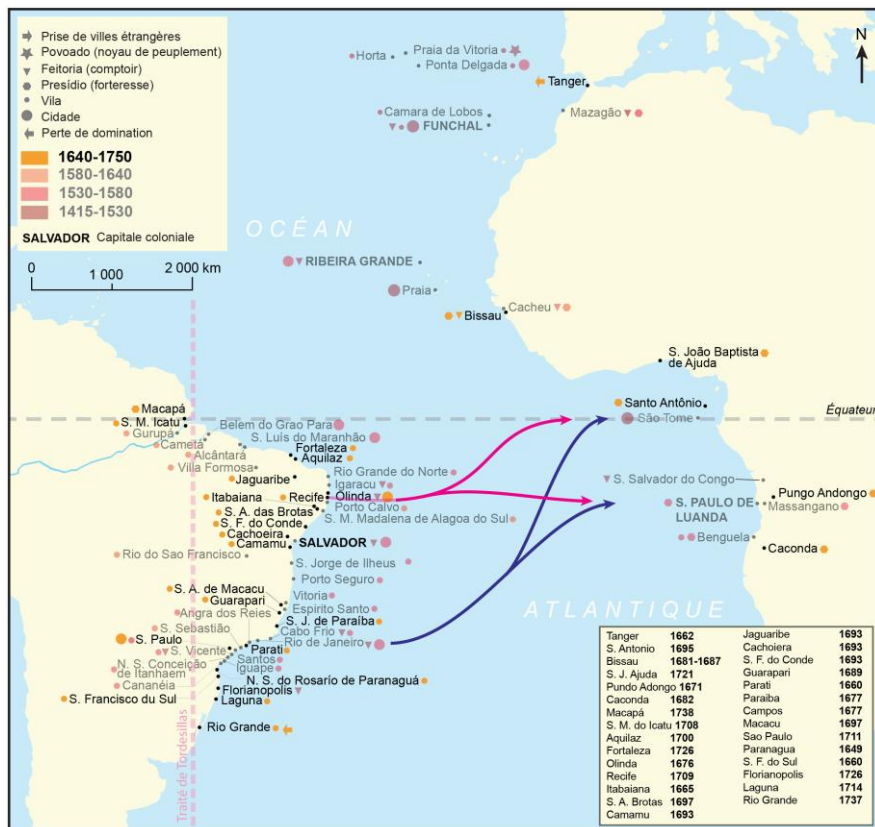 Prise de villes étrangères
Povoado (noyau de peuplement)
Feitoria (comptoir)
Presídio (forteresse)
Vila
Cidade
Perte de domination
1640-1750
1580-1640
1530-1580
1415-1530
SALVADOR Capitale coloniale
0 1 000 2 000 km
N
Horta
Praia da Vitoria
Ponta Delgada
Tanger
Camara de Lobos
FUNCHAL
Mazagão
OCÉAN
RIBEIRA GRANDE
Praia
Bissau
Cacheu
S. João Baptista
de Ajuda
Santo Antônio
São Tome
Équateur
Macapá
S. M. Icatu
Gurupá
Cametá
Alcântará
Villa Formosa
Belem do Grao Para
S. Luís do Maranhão
Fortaleza
Aquilaz
Jaguaribe
Rio Grande do Norte
Igaracu
Itabaiana
Recife
Olinda
Porto Calvo
S. A. das Brotas
S. M. Madalena de Alagoa do Sul
S. F. do Conde
Cachoeira
Camamu
SALVADOR
Rio do Sao Francisco
S. Jorge de Ilheus
Porto Seguro
S. A. de Macacu
Vitoria
Guarapari
Espirito Santo
Angra dos Reies
S. J. de Paraíba
S. Sebastião
Cabo Frio
S. Paulo
Rio de Janeiro
S. Vicente
Parati
N. S. Conceição
de Itanhaem
Santos
Iguape
Cananéia
N. S. do Rosarío de Paranaguá
S. Francisco du Sul
Florianopolis
Laguna
Rio Grande
Traité de Tordesillas
S. Salvador do Congo
S. PAULO DE
LUANDA
Pungo Andongo
Massangano
Benguela
Caconda
ATLANTIQUE
Tanger 1662
S. Antonio 1695
Bissau 1681-1687
S. J. Ajuda 1721
Pundo Adongo 1671
Caconda 1682
Macapá 1738
S. M. do Icatu 1708
Aquilaz 1700
Fortaleza 1726
Olinda 1676
Recife 1709
Itabaina 1665
S. A. Brotas 1697
Camamu 1693
Jaguaribe 1693
Cachoiera 1693
S. F. do Conde 1693
Guarapari 1689
Parati 1660
Paraiba 1677
Campos 1677
Macacu 1697
Sao Paulo 1711
Paranagua 1649
S. F. do Sul 1660
Florianopolis 1726
Laguna 1714
Rio Grande 1737